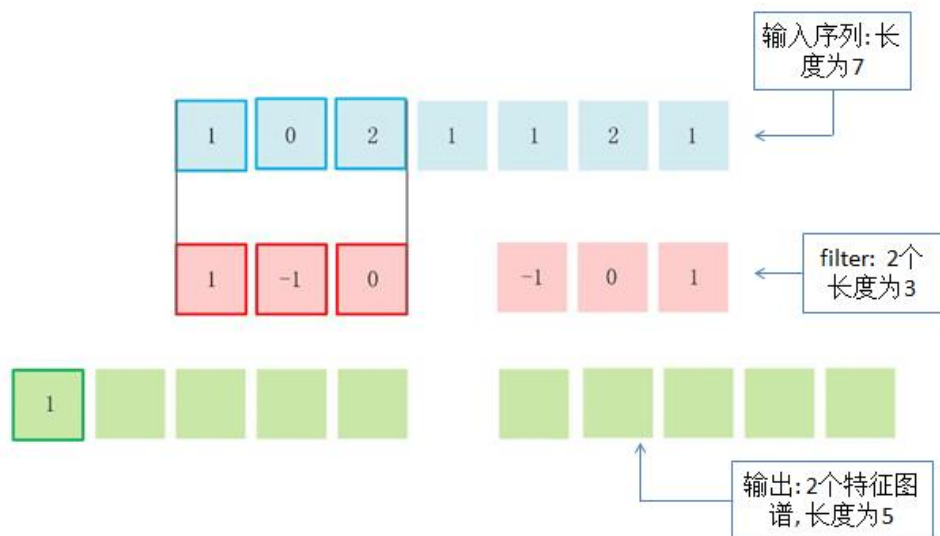 输入序列: 长
度为7
1 0 2 1 1 2 1
filter: 2个
长度为3
1 -1 0 -1 0 1
1
输出: 2个特征图
谱, 长度为5